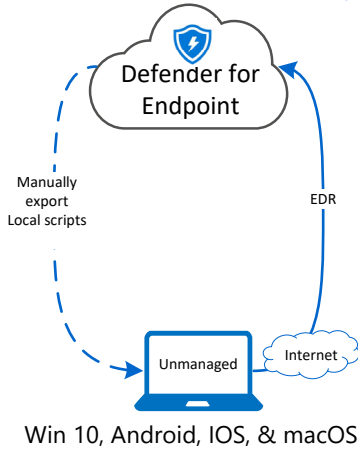 Defender for
Endpoint
Manually
export
Local scripts
EDR
Unmanaged
Internet
Win 10, Android, IOS, & macOS